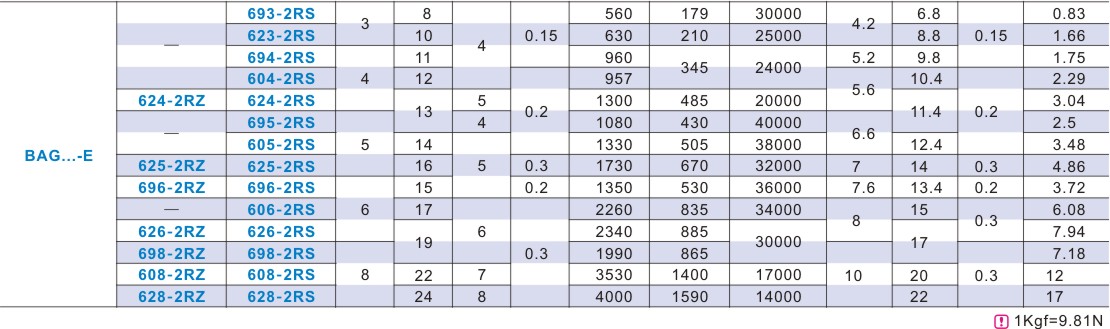 693-2RS 3 8 560 179 30000 4.2 6.8 0.83
— 623-2RS 10 4 0.15 630 210 25000 8.8 0.15 1.66
694-2RS 11 960 345 24000 5.2 9.8 1.75
604-2RS 4 12 957 5.6 10.4 2.29
624-2RZ 624-2RS 13 5 0.2 1300 485 20000 11.4 0.2 3.04
— 695-2RS 4 1080 430 40000 6.6 2.5
605-2RS 5 14 1330 505 38000 12.4 3.48
BAG...-E 625-2RZ 625-2RS 16 5 0.3 1730 670 32000 7 14 0.3 4.86
696-2RZ 696-2RS 15 0.2 1350 530 36000 7.6 13.4 0.2 3.72
— 606-2RS 6 17 2260 835 34000 8 15 0.3 6.08
626-2RZ 626-2RS 19 6 2340 885 30000 17 7.94
698-2RZ 698-2RS 0.3 1990 865 7.18
608-2RZ 608-2RS 8 22 7 3530 1400 17000 10 20 0.3 12
628-2RZ 628-2RS 24 8 4000 1590 14000 22 17
! 1Kgf=9.81N